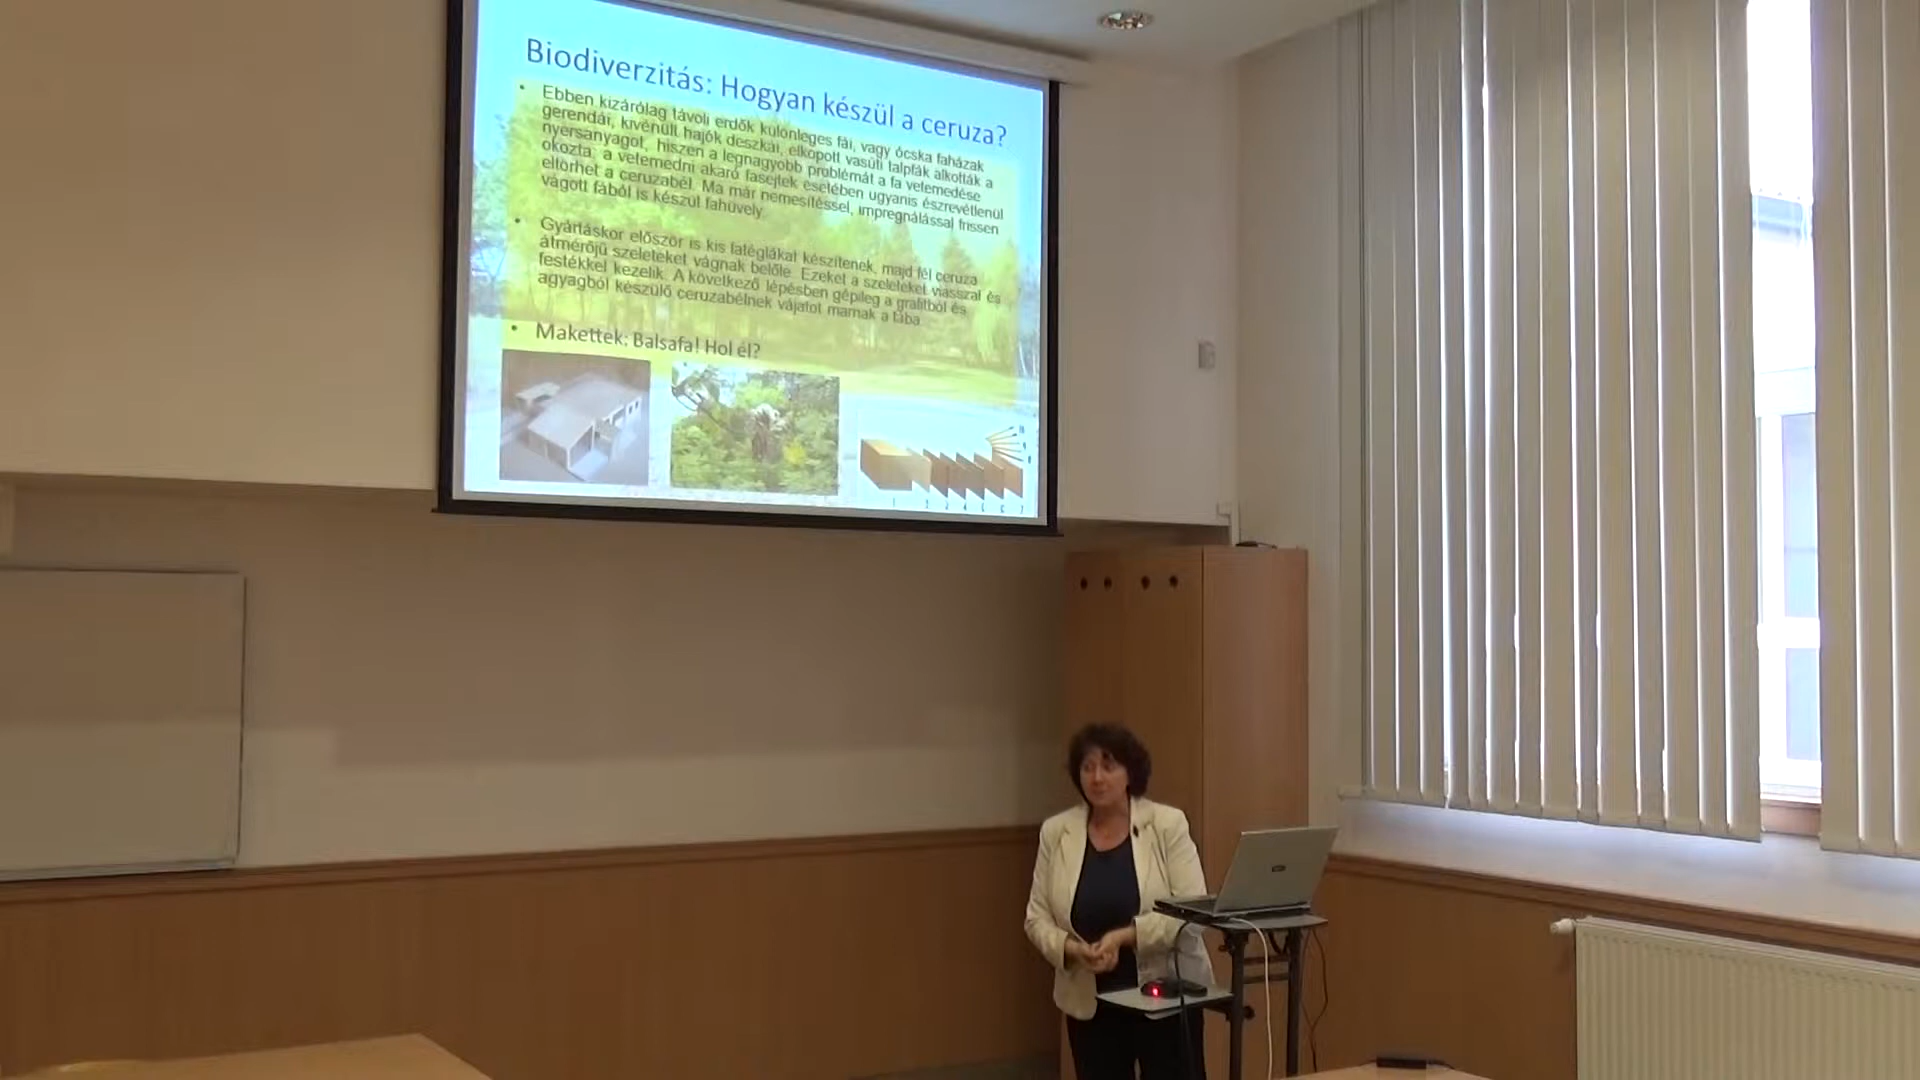 Biodiverzitás: Hogyan készül a ceruza?
• Ebben kizárólag távoli erdők különleges fái, vagy ócska faházak
gerendái, kivénült hajók deszkái, elkopott vasúti talpfák alkották a
nyersanyagot, hiszen a legnagyobb problémát a fa vetemedése
okozta: a vetemedni akaró fasejtek esetében ugyanis észrevétlenül
eltörhet a ceruzabél. Ma már nemesítéssel, impregnálással frissen
vágott fából is készül fahüvely.
• Gyártáskor először is kis fatéglákat készítenek, majd fél ceruza
átmérőjű szeleteket vágnak belőle. Ezeket a szeleteket viasszal és
festékkel kezelik. A következő lépésben gépileg a grafitból és
agyagból készülő ceruzabélnek vájatot marnak a fába.
• Makettek: Balsafa! Hol él?